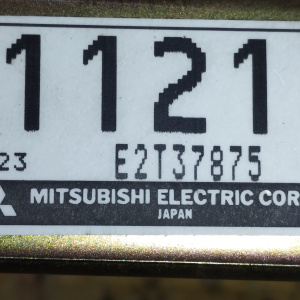 1121
23 E2T37875
MITSUBISHI ELECTRIC COR
JAPAN